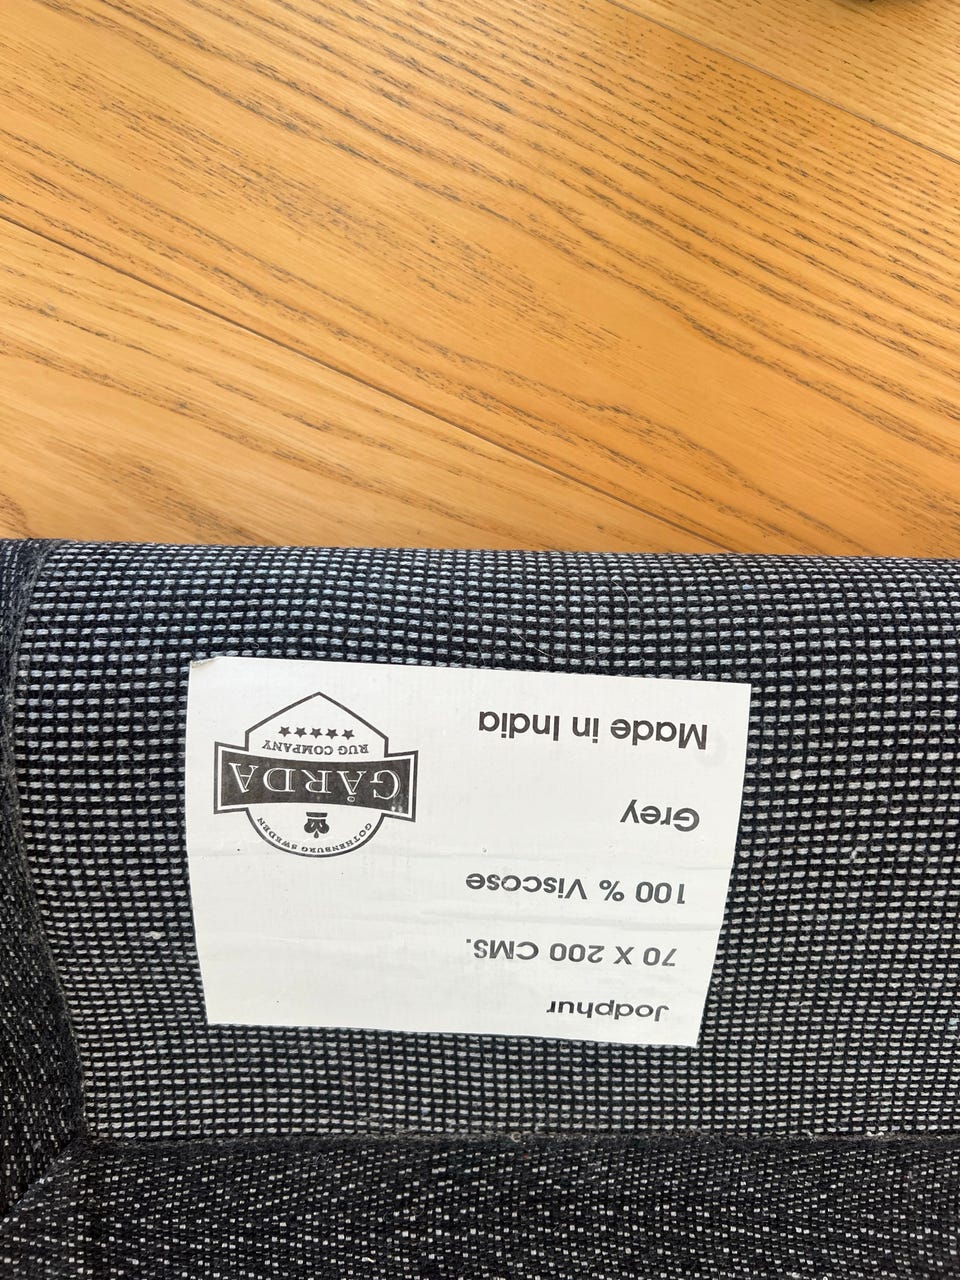 Jodphur
70 X 200 CMS.
100 % Viscose
Grey
Made in India
GOTHENBURG SWEDEN
GÅRDA
RUG COMPANY